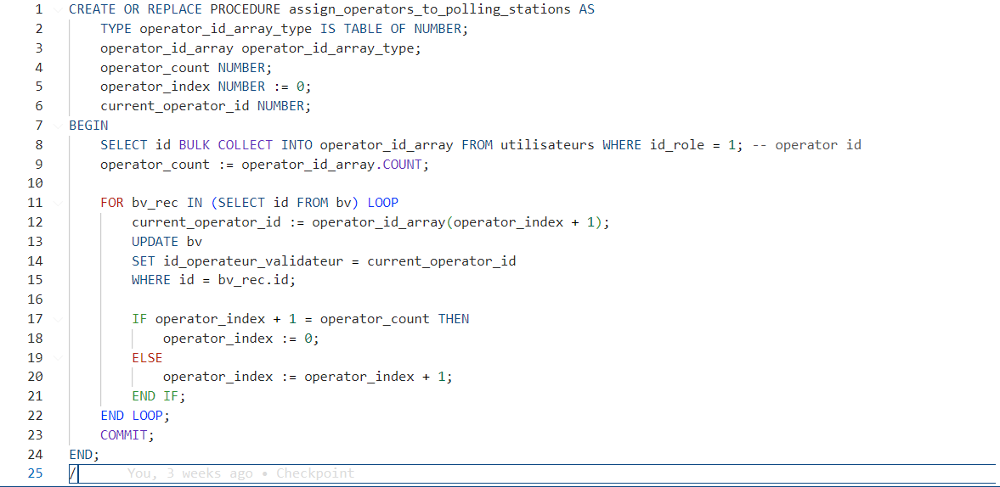 1 CREATE OR REPLACE PROCEDURE assign_operators_to_polling_stations AS
2 TYPE operator_id_array_type IS TABLE OF NUMBER;
3 operator_id_array operator_id_array_type;
4 operator_count NUMBER;
5 operator_index NUMBER := 0;
6 current_operator_id NUMBER;
7 BEGIN
8 SELECT id BULK COLLECT INTO operator_id_array FROM utilisateurs WHERE id_role = 1; -- operator id
9 operator_count := operator_id_array.COUNT;
10
11 FOR bv_rec IN (SELECT id FROM bv) LOOP
12 current_operator_id := operator_id_array(operator_index + 1);
13 UPDATE bv
14 SET id_operateur_validateur = current_operator_id
15 WHERE id = bv_rec.id;
16
17 IF operator_index + 1 = operator_count THEN
18 operator_index := 0;
19 ELSE
20 operator_index := operator_index + 1;
21 END IF;
22 END LOOP;
23 COMMIT;
24 END;
25 / You, 3 weeks ago • Checkpoint